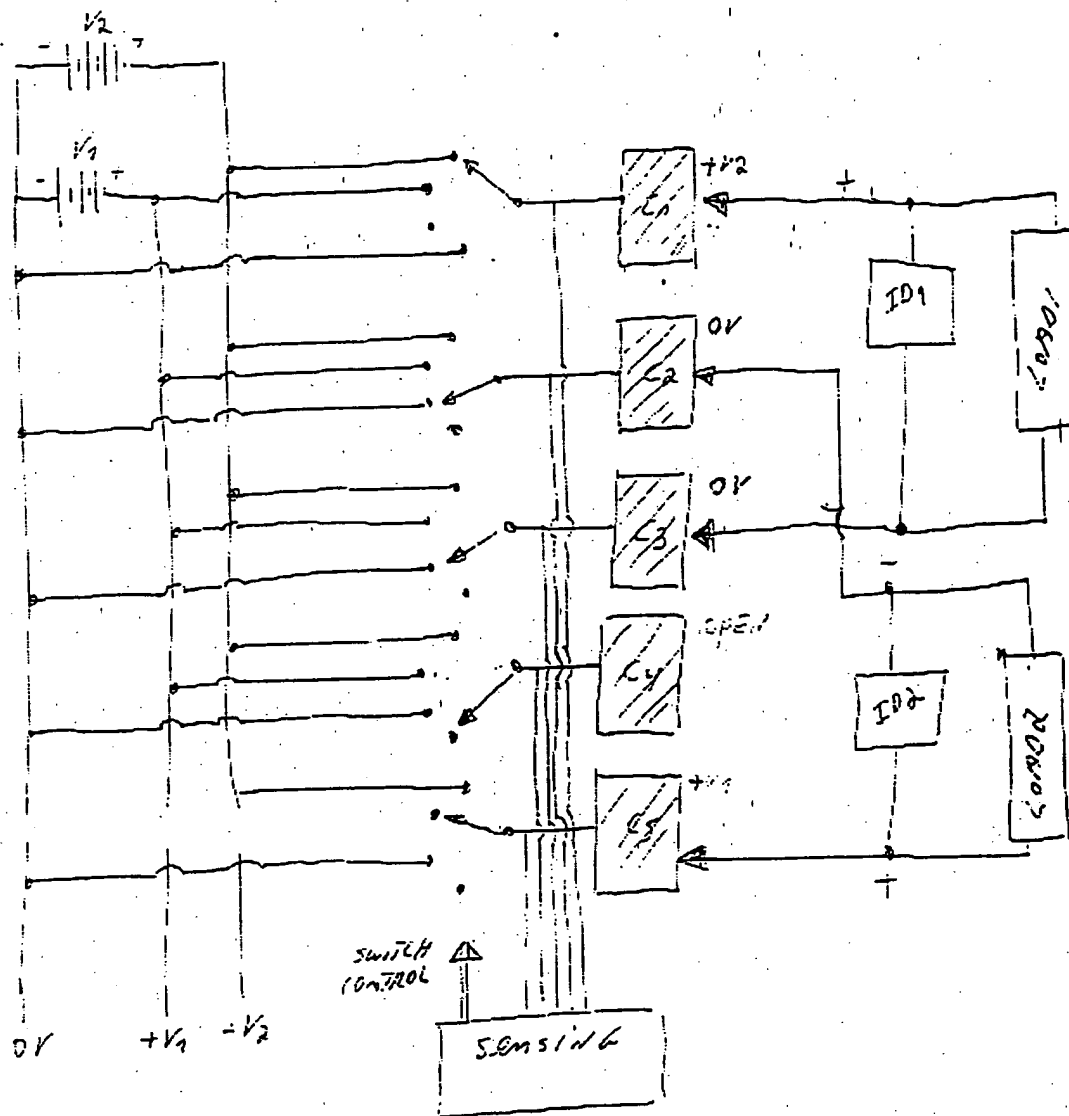 V2
- +
V1
- +
C1
+V2
+
ID1
LOAD1
C2
0V
C3
0V
-
C4
OPEN
ID2
LOAD2
C5
+V1
+
SWITCH
CONTROL
0V
+V1
+V2
SENSING